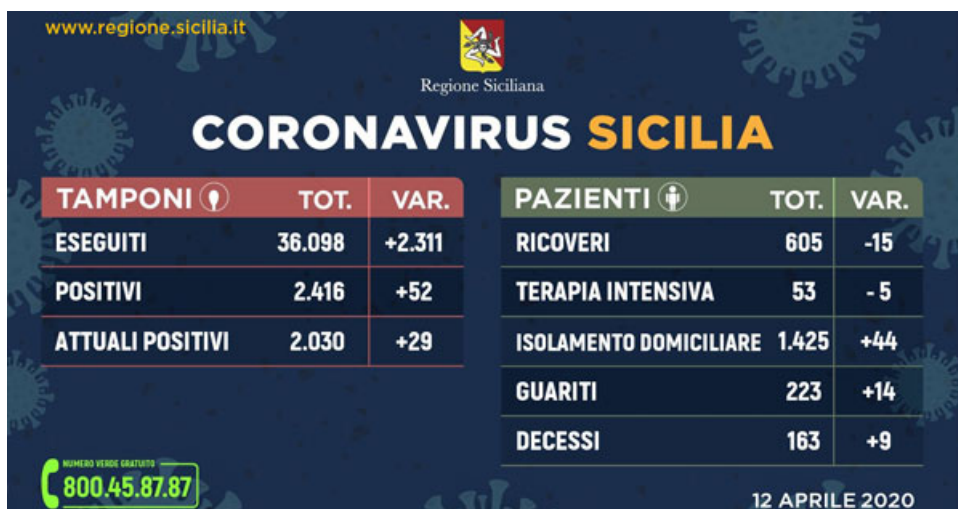 www.regione.sicilia.it
Regione Siciliana
CORONAVIRUS SICILIA
TAMPONI TOT. VAR.
ESEGUITI 36.098 +2.311
POSITIVI 2.416 +52
ATTUALI POSITIVI 2.030 +29
PAZIENTI TOT. VAR.
RICOVERI 605 -15
TERAPIA INTENSIVA 53 - 5
ISOLAMENTO DOMICILIARE 1.425 +44
GUARITI 223 +14
DECESSI 163 +9
NUMERO VERDE GRATUITO
800.45.87.87
12 APRILE 2020